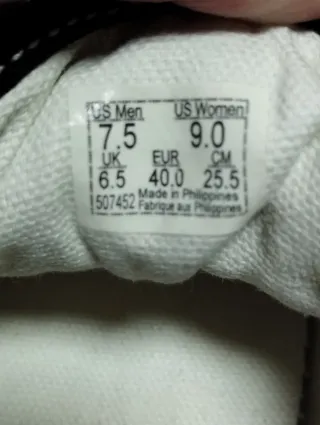 US Men US Women
7.5 9.0
UK EUR CM
6.5 40.0 25.5
507452 Made in Philippines
Fabrique aux Philippines